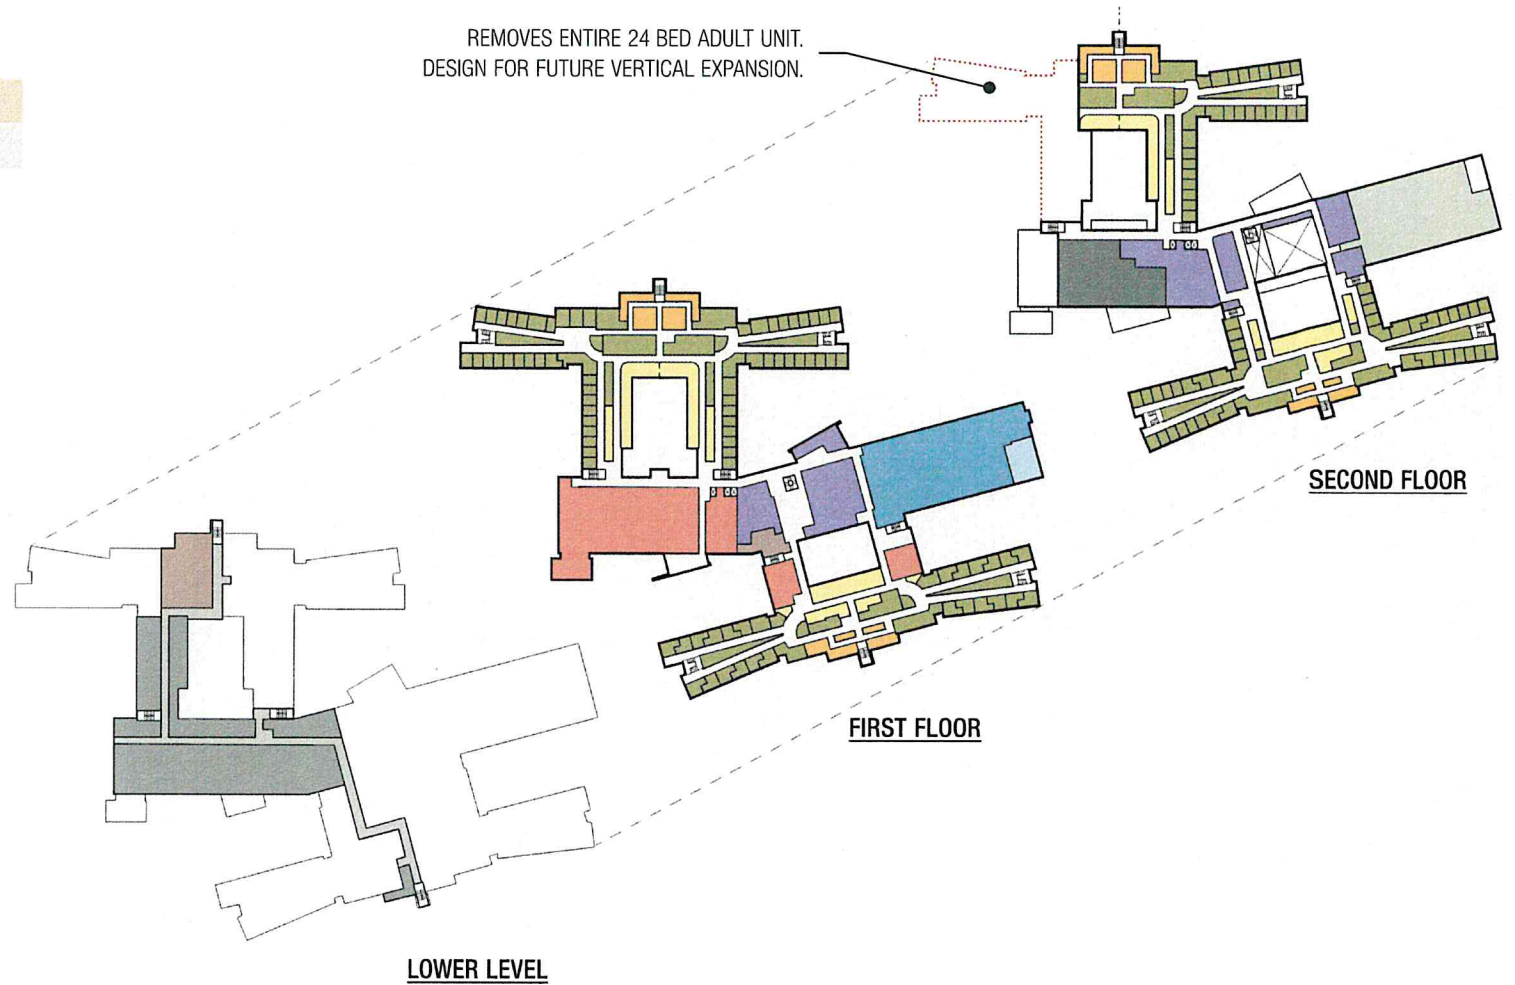 REMOVES ENTIRE 24 BED ADULT UNIT.
DESIGN FOR FUTURE VERTICAL EXPANSION.
SECOND FLOOR
FIRST FLOOR
LOWER LEVEL